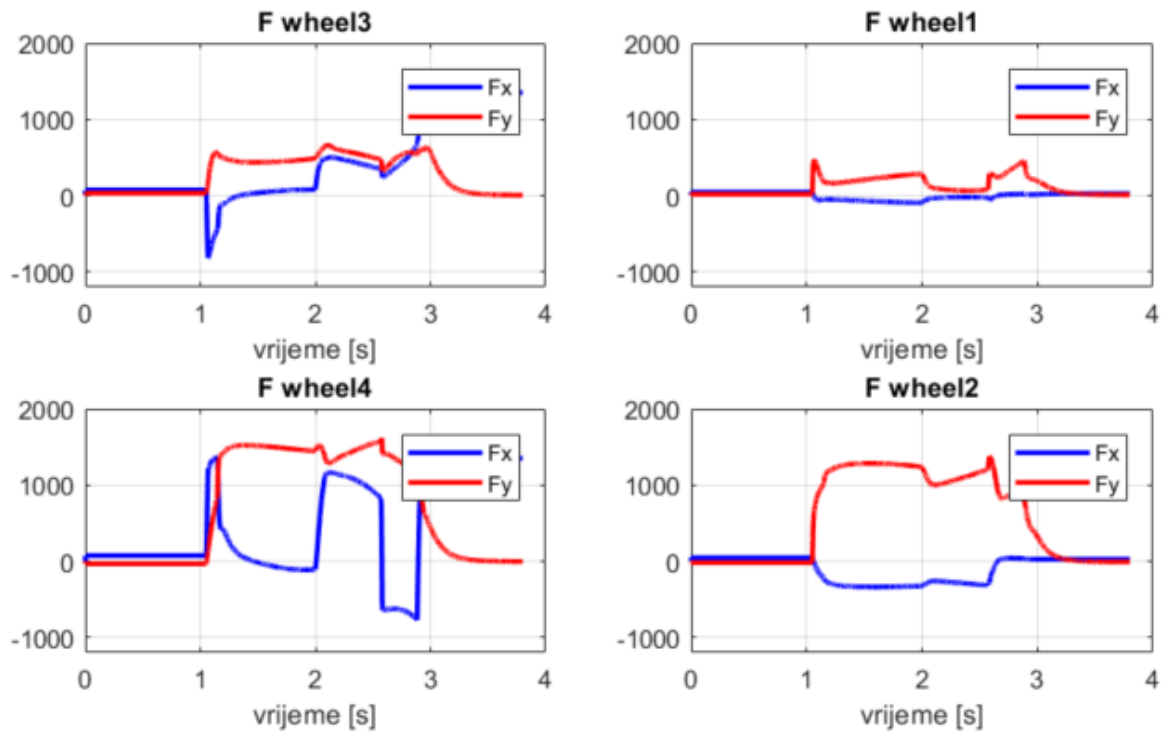 F wheel3
2000
1000
0
-1000
Fx
Fy
0 1 2 3 4
vrijeme [s]
F wheel1
2000
1000
0
-1000
Fx
Fy
0 1 2 3 4
vrijeme [s]
F wheel4
2000
1000
0
-1000
Fx
Fy
0 1 2 3 4
vrijeme [s]
F wheel2
2000
1000
0
-1000
Fx
Fy
0 1 2 3 4
vrijeme [s]